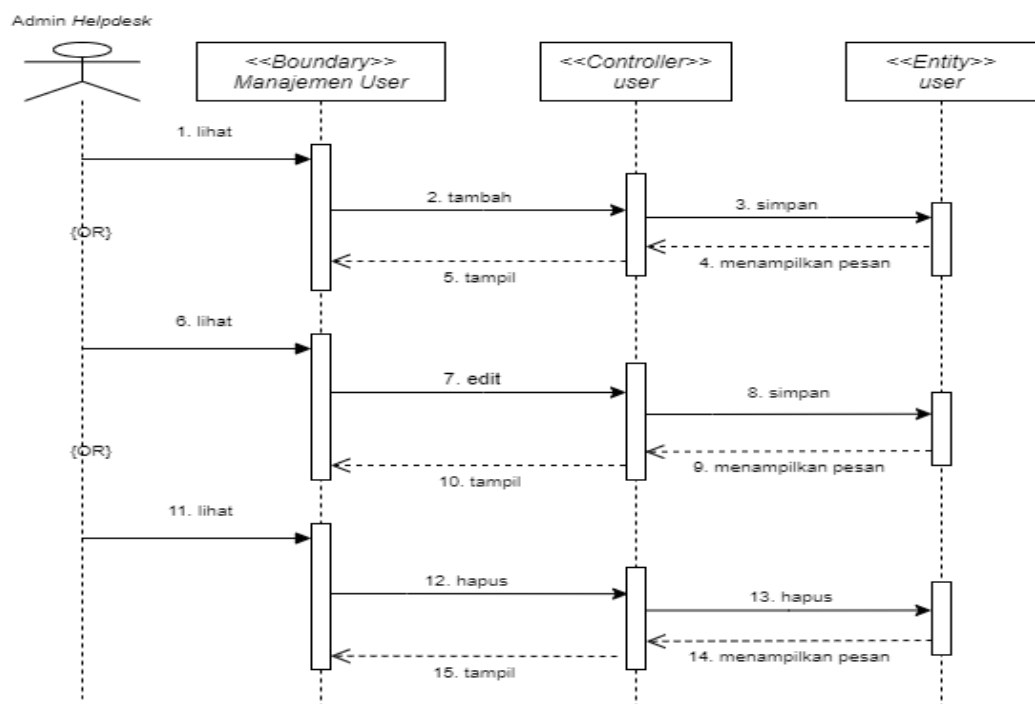 Admin Helpdesk
<<Boundary>>
Manajemen User
<<Controller>>
user
<<Entity>>
user
1. lihat
2. tambah
3. simpan
{OR}
4. menampilkan pesan
5. tampil
6. lihat
7. edit
8. simpan
{OR}
9. menampilkan pesan
10. tampil
11. lihat
12. hapus
13. hapus
14. menampilkan pesan
15. tampil